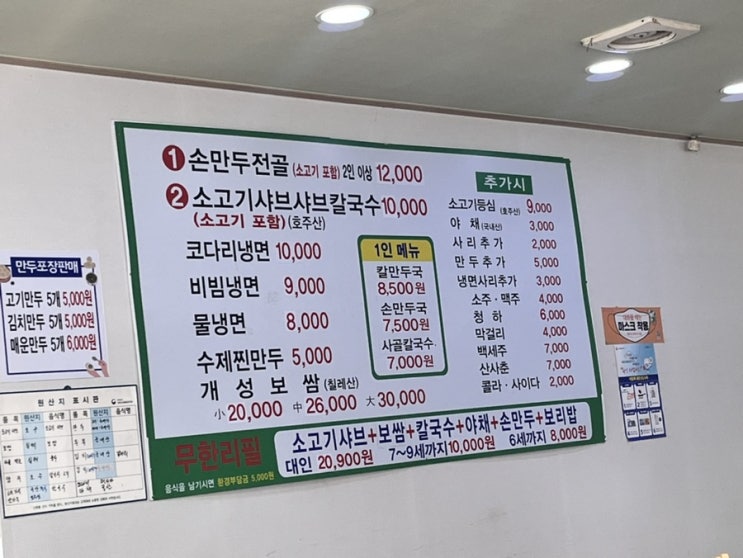 1 손만두전골 (소고기 포함) 2인 이상 12,000
2 소고기샤브샤브칼국수 10,000
(소고기 포함) (호주산)
코다리냉면 10,000
비빔냉면 9,000
물냉면 8,000
수제찐만두 5,000
개성보쌈 (칠레산)
小 20,000 中 26,000 大 30,000
1인 메뉴
칼만두국
8,500원
손만두국
7,500원
사골칼국수
7,000원
추가시
소고기등심 (호주산) 9,000
야채 (국내산) 3,000
사리추가 2,000
만두추가 5,000
냉면사리추가 3,000
소주·맥주 4,000
청하 6,000
막걸리 4,000
백세주 7,000
산사춘 7,000
콜라·사이다 2,000
무한리필
음식을 남기시면 환경부담금 5,000원
소고기샤브+보쌈+칼국수+야채+손만두+보리밥
대인 20,900원 7~9세까지 10,000원 6세까지 8,000원
만두포장판매
고기만두 5개 5,000원
김치만두 5개 5,000원
매운만두 5개 6,000원
원산지 표시판
마스크 착용